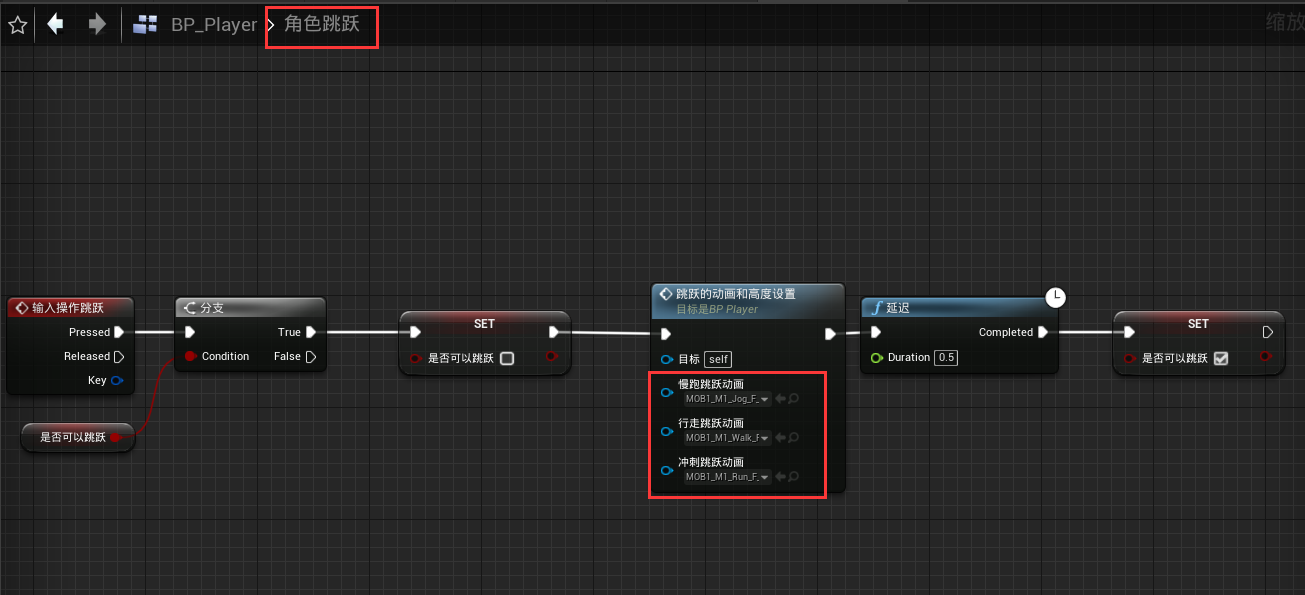 BP_Player > 角色跳跃
缩放
输入操作跳跃
Pressed
Released
Key
是否可以跳跃
分支
True
Condition
False
SET
是否可以跳跃
跳跃的动画和高度设置
目标是BP Player
目标 self
慢跑跳跃动画
MOB1_M1_Jog_F_
行走跳跃动画
MOB1_M1_Walk_F
冲刺跳跃动画
MOB1_M1_Run_F_
延迟
Completed
Duration 0.5
SET
是否可以跳跃